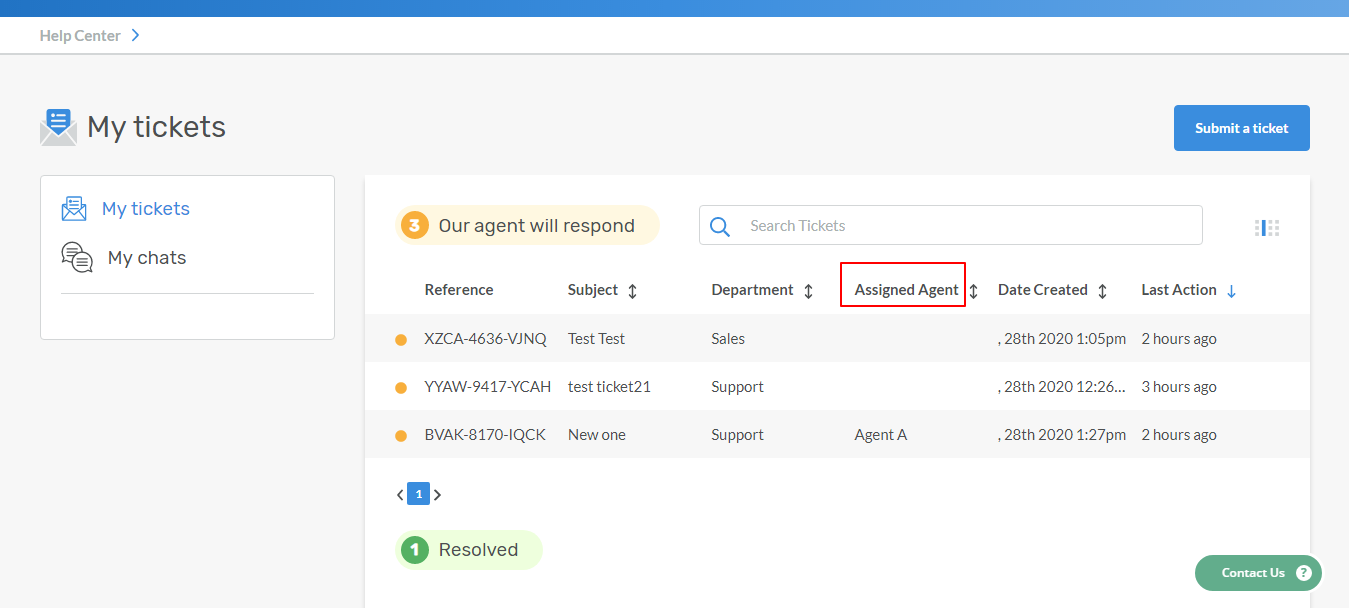 Help Center
My tickets
Submit a ticket
My tickets
My chats
3 Our agent will respond
Search Tickets
Reference Subject Department Assigned Agent Date Created Last Action
XZCA-4636-VJNQ Test Test Sales , 28th 2020 1:05pm 2 hours ago
YYAW-9417-YCAH test ticket21 Support , 28th 2020 12:26... 3 hours ago
BVAK-8170-IQCK New one Support Agent A , 28th 2020 1:27pm 2 hours ago
1
1 Resolved
Contact Us ?